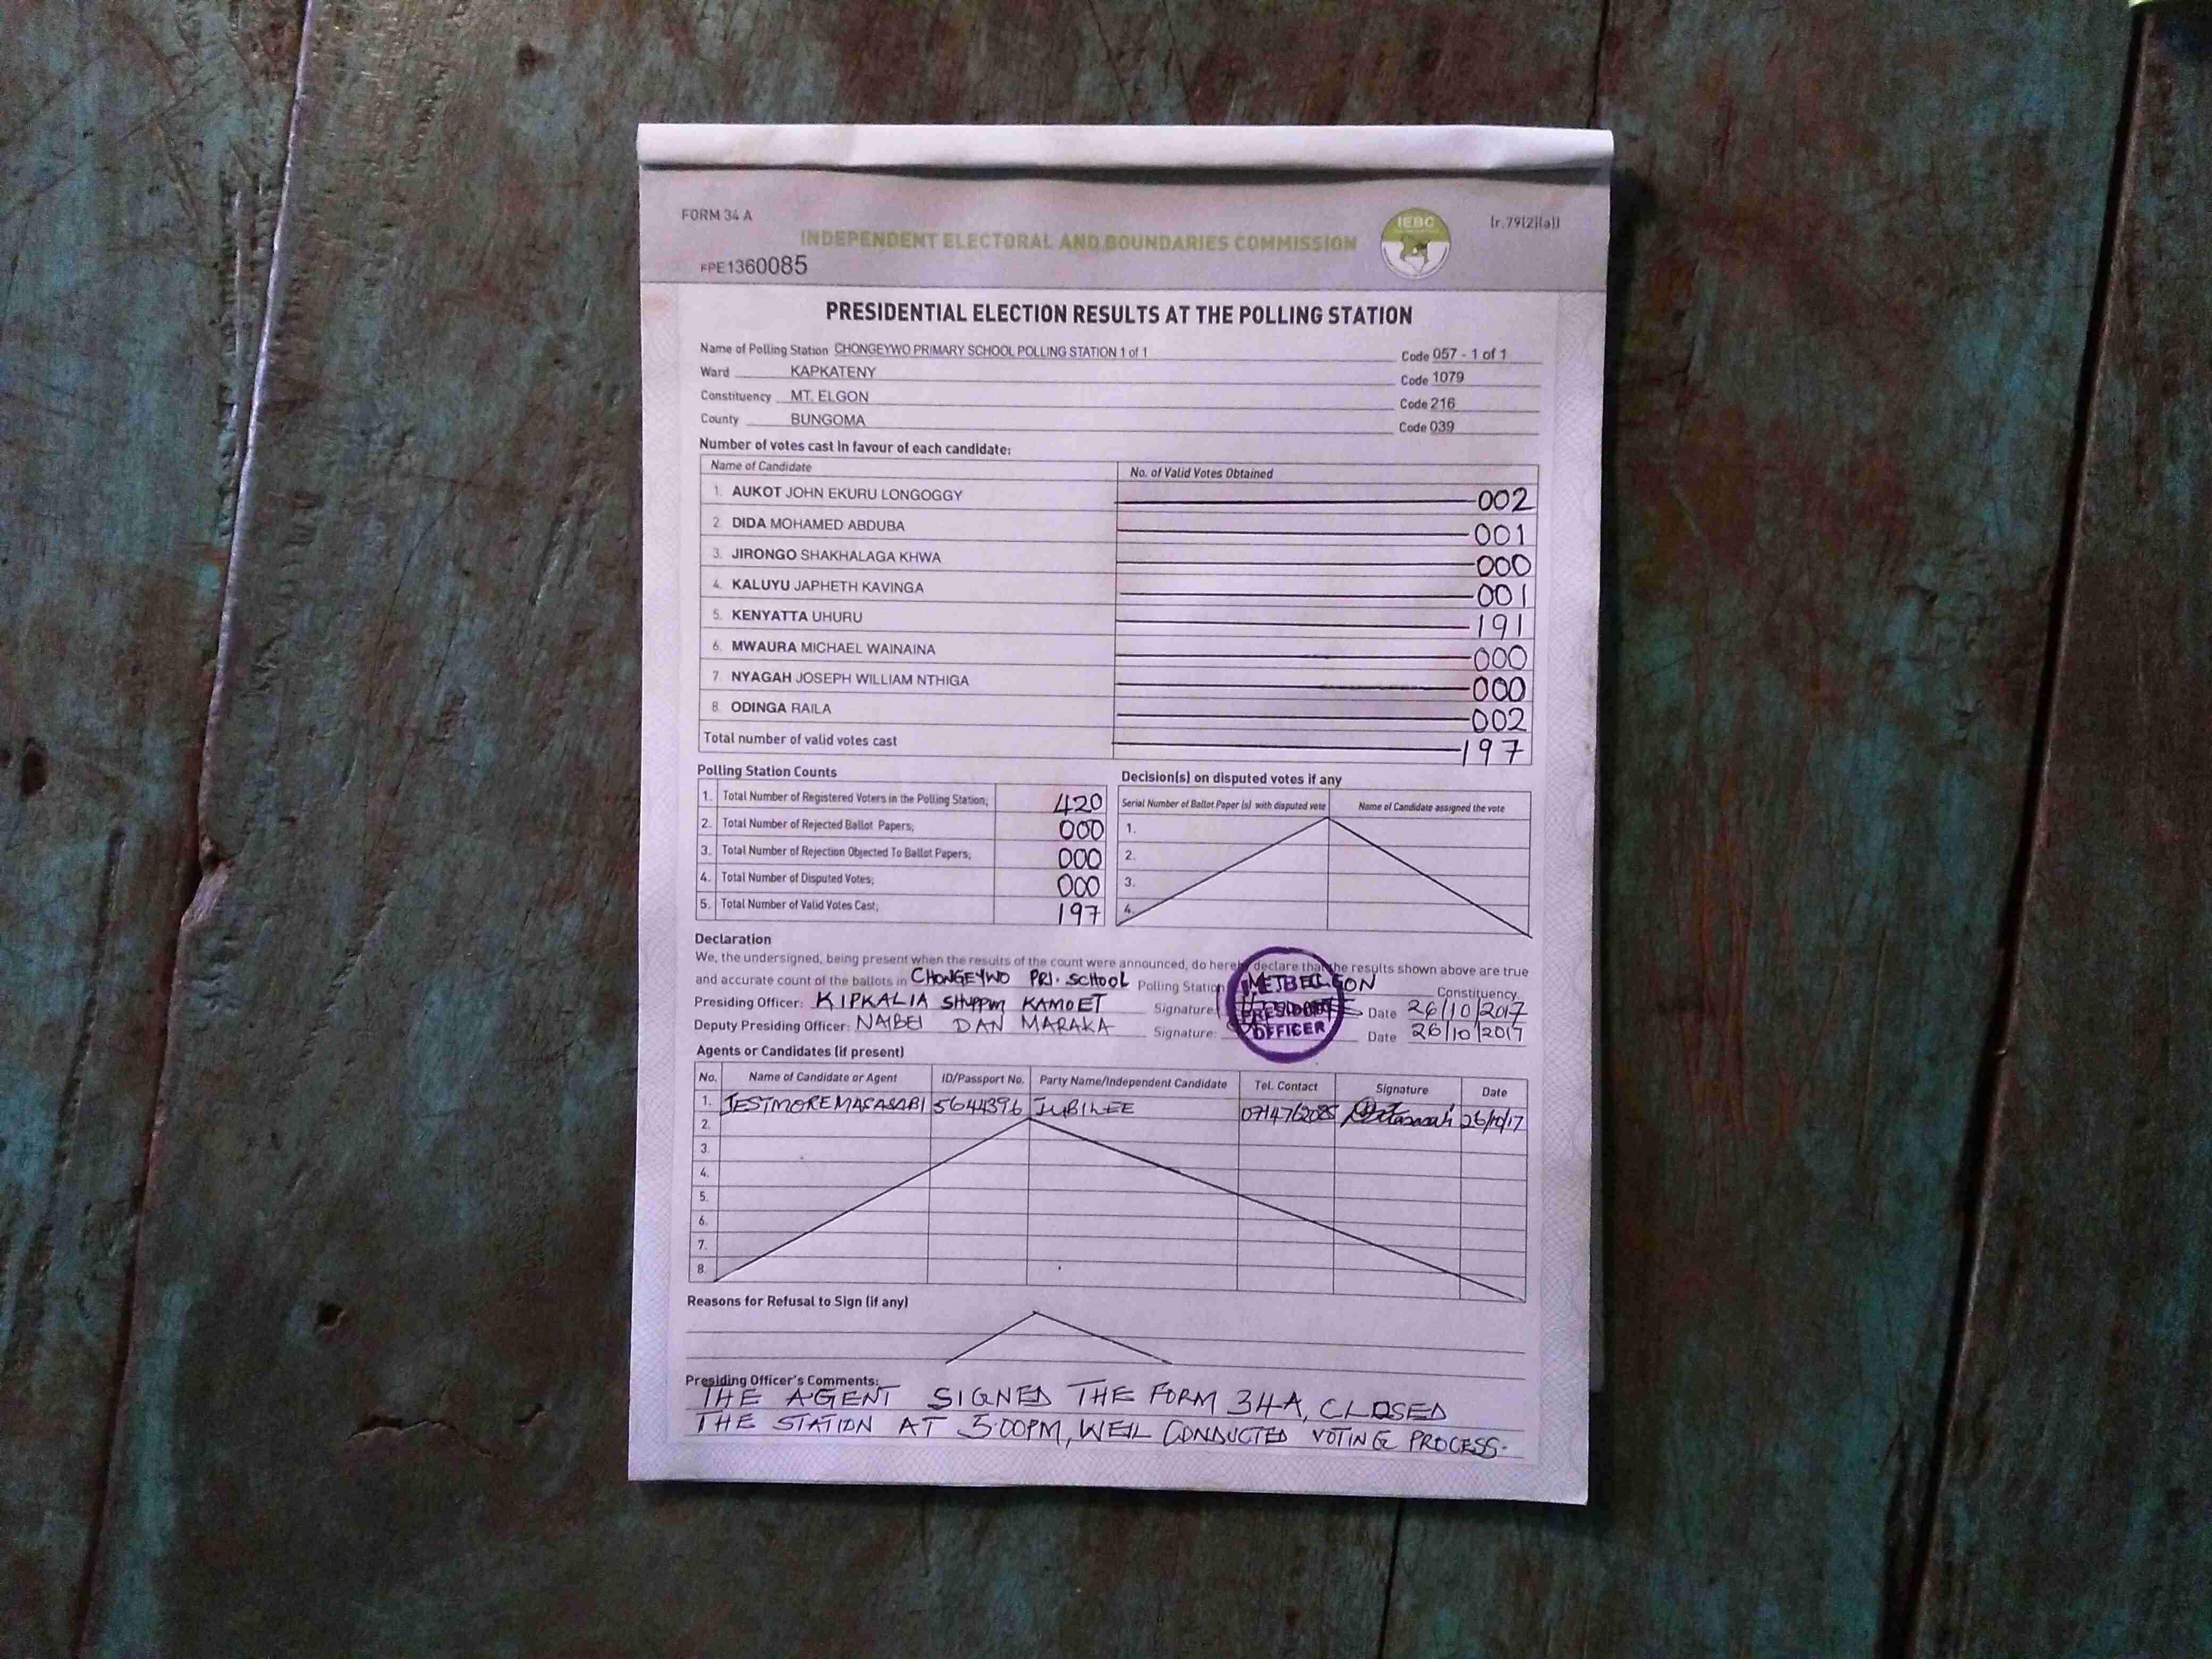 FORM 34 A
IEBC
(r.79(2)(a))
INDEPENDENT ELECTORAL AND BOUNDARIES COMMISSION
FPE1360085
PRESIDENTIAL ELECTION RESULTS AT THE POLLING STATION
Name of Polling Station CHONGEYWO PRIMARY SCHOOL POLLING STATION 1 of 1 Code 057 - 1 of 1
Ward KAPKATENY Code 1079
Constituency MT. ELGON Code 216
County BUNGOMA Code 039
Number of votes cast in favour of each candidate:
Name of Candidate No. of Valid Votes Obtained
1. AUKOT JOHN EKURU LONGOGGY 002
2. DIDA MOHAMED ABDUBA 001
3. JIRONGO SHAKHALAGA KHWA 000
4. KALUYU JAPHETH KAVINGA 001
5. KENYATTA UHURU 191
6. MWAURA MICHAEL WAINAINA 000
7. NYAGAH JOSEPH WILLIAM NTHIGA 000
8. ODINGA RAILA 002
Total number of valid votes cast 197
Polling Station Counts
1. Total Number of Registered Voters in the Polling Station; 420
2. Total Number of Rejected Ballot Papers; 000
3. Total Number of Rejection Objected To Ballot Papers; 000
4. Total Number of Disputed Votes; 000
5. Total Number of Valid Votes Cast; 197
Decision(s) on disputed votes if any
Serial Number of Ballot Paper (s) with disputed vote Name of Candidate assigned the vote
1.
2.
3.
4.
Declaration
We, the undersigned, being present when the results of the count were announced, do hereby declare that the results shown above are true
and accurate count of the ballots in CHONGEYWO PRI. SCHOOL Polling Station MT ELGON Constituency
Presiding Officer: KIPKALIA KAMOET Signature: Date 26/10/2017
Deputy Presiding Officer: NAIBEI DAN MARAKA Signature: Date 26/10/2017
IEBC
PRESIDING
OFFICER
Agents or Candidates (if present)
No. Name of Candidate or Agent ID/Passport No. Party Name/Independent Candidate Tel. Contact Signature Date
1. 5644396 JUBILEE 26/10/17
2.
3.
4.
5.
6.
7.
8.
Reasons for Refusal to Sign (if any)
Presiding Officer's Comments:
THE AGENT SIGNED THE FORM 34A, CLOSED
THE STATION AT 5:00PM, WELL CONDUCTED VOTING PROCESS.